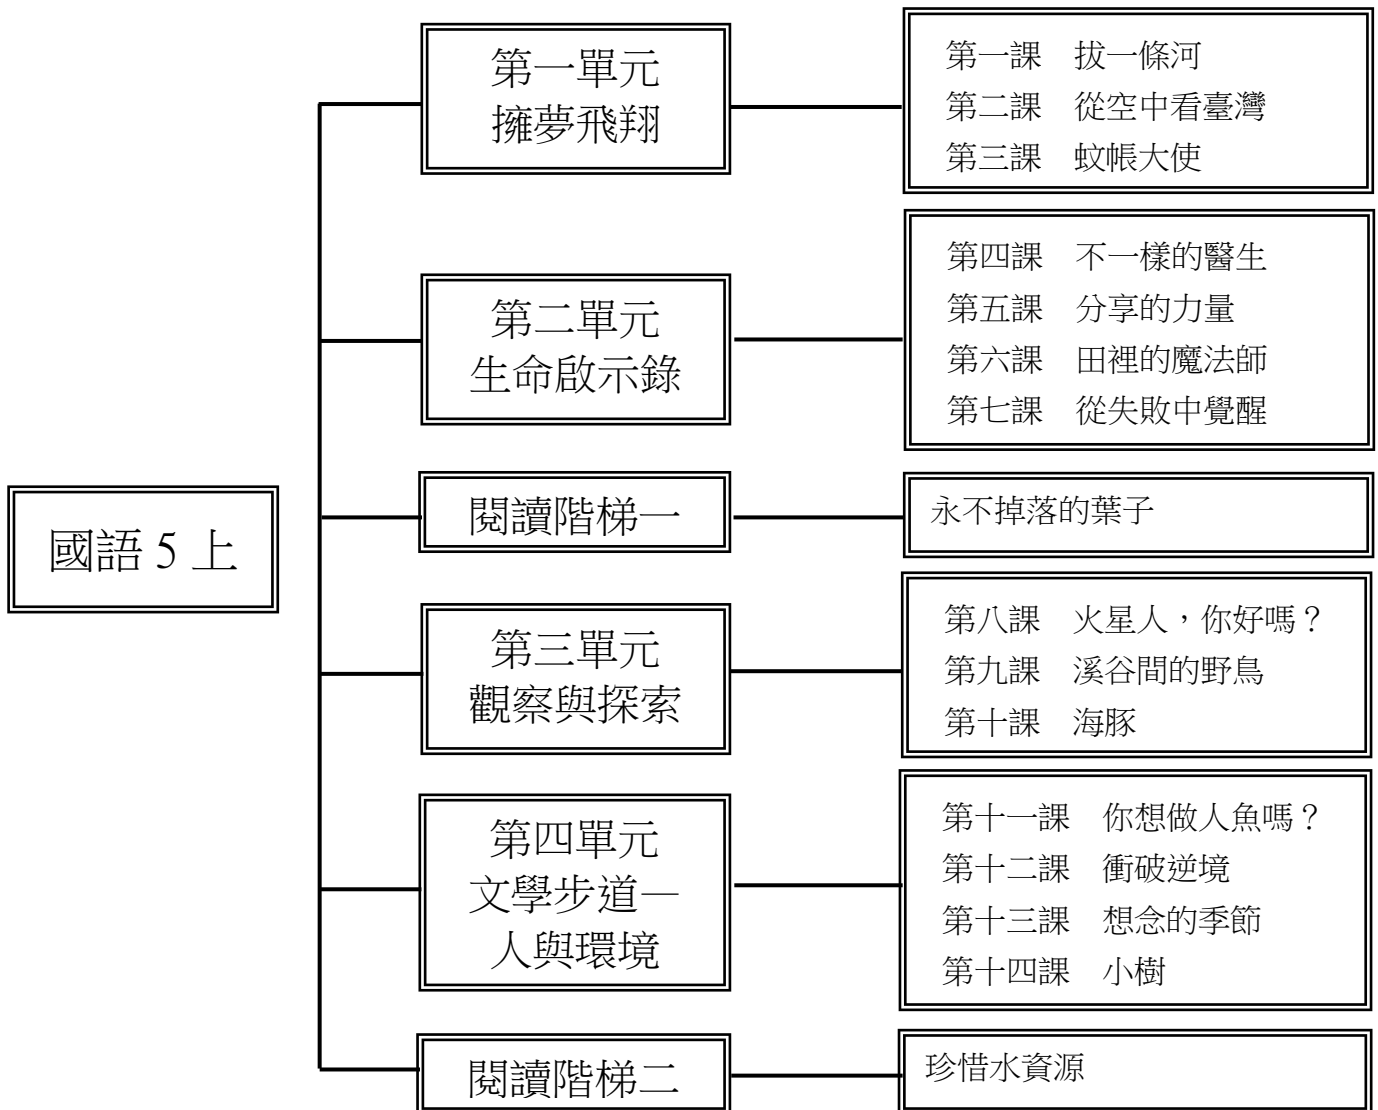 國語 5 上
第一單元
擁夢飛翔
第一課　拔一條河
第二課　從空中看臺灣
第三課　蚊帳大使
第二單元
生命啟示錄
第四課　不一樣的醫生
第五課　分享的力量
第六課　田裡的魔法師
第七課　從失敗中覺醒
閱讀階梯一
永不掉落的葉子
第三單元
觀察與探索
第八課　火星人，你好嗎？
第九課　溪谷間的野鳥
第十課　海豚
第四單元
文學步道—
人與環境
第十一課　你想做人魚嗎？
第十二課　衝破逆境
第十三課　想念的季節
第十四課　小樹
閱讀階梯二
珍惜水資源